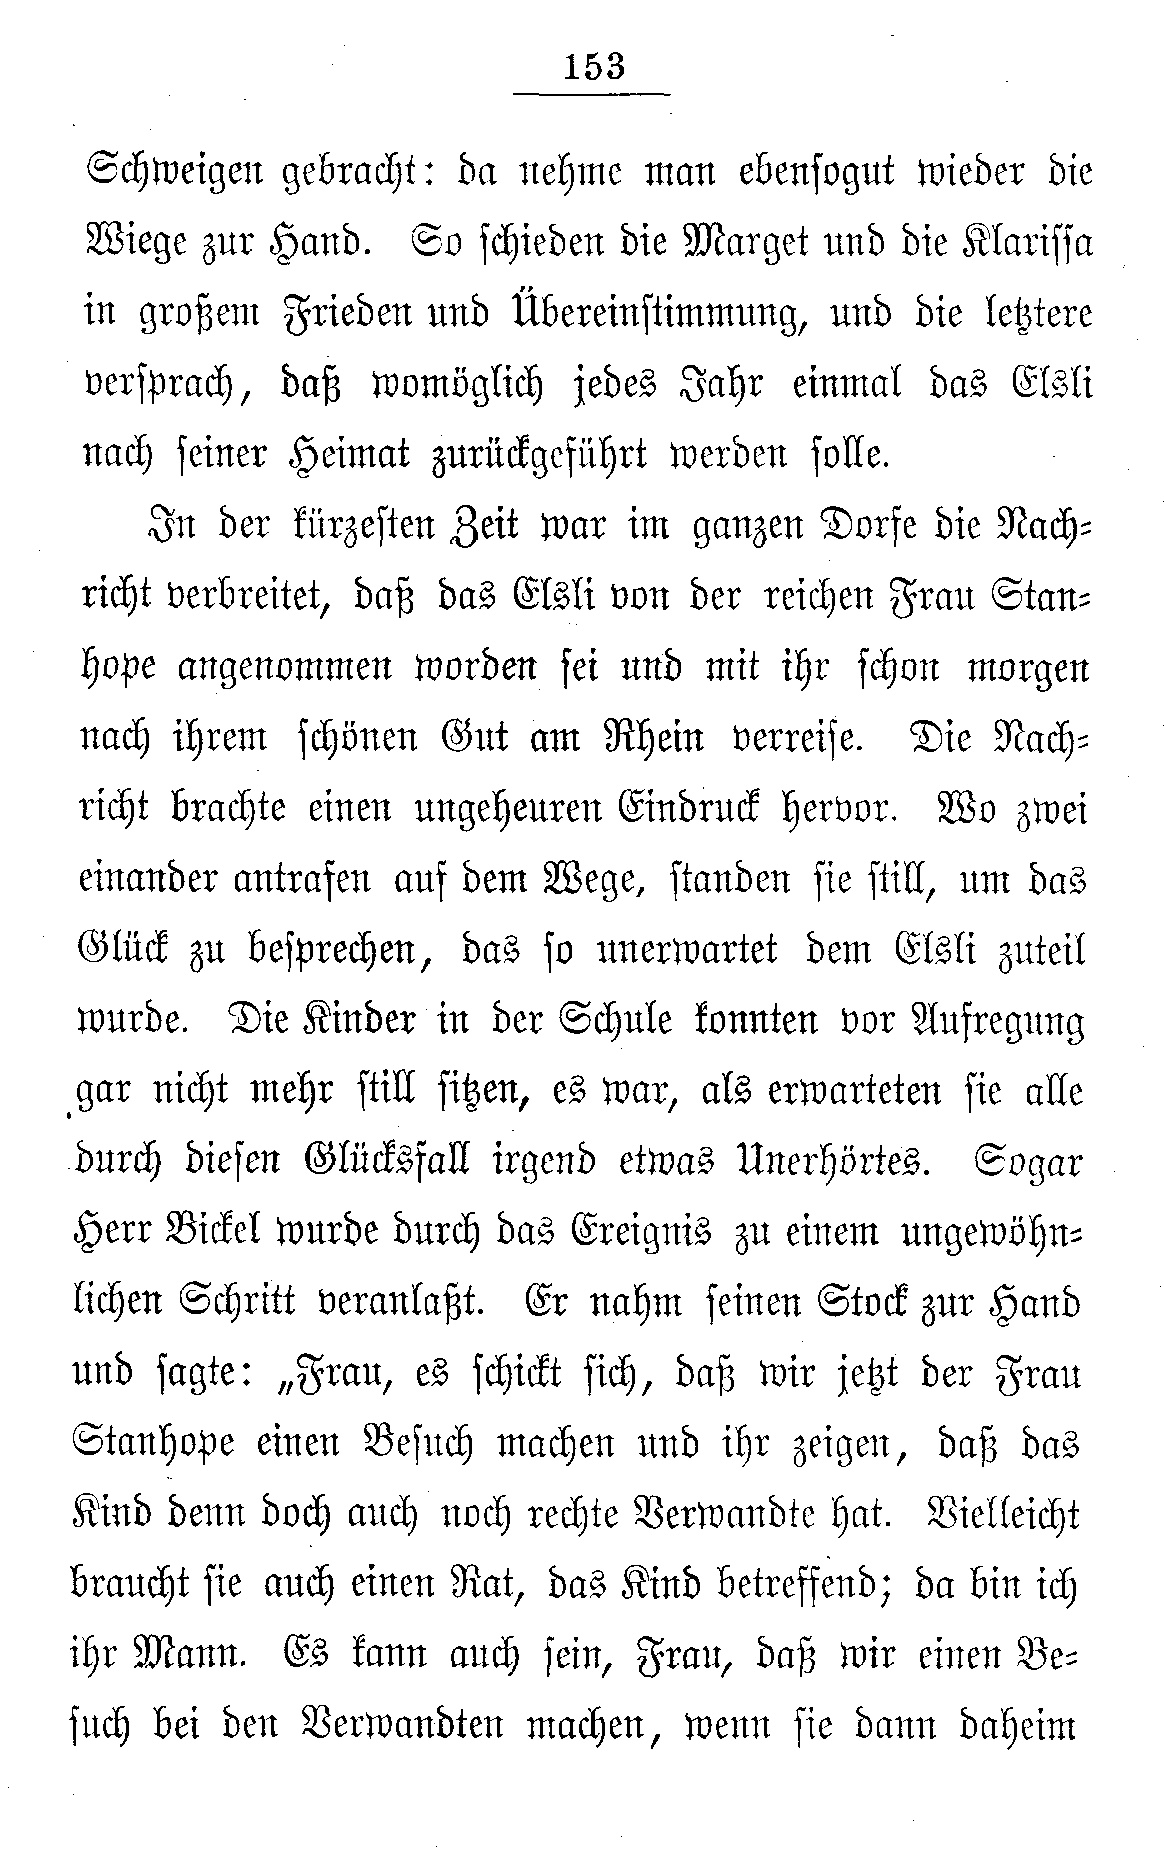 153
Schweigen gebracht: da nehme man ebensogut wieder die
Wiege zur Hand. So schieden die Marget und die Klarissa
in großem Frieden und Übereinstimmung, und die letztere
versprach, daß womöglich jedes Jahr einmal das Elsli
nach seiner Heimat zurückgeführt werden solle.
In der kürzesten Zeit war im ganzen Dorfe die Nach-
richt verbreitet, daß das Elsli von der reichen Frau Stan-
hope angenommen worden sei und mit ihr schon morgen
nach ihrem schönen Gut am Rhein verreise. Die Nach-
richt brachte einen ungeheuren Eindruck hervor. Wo zwei
einander antrafen auf dem Wege, standen sie still, um das
Glück zu besprechen, das so unerwartet dem Elsli zuteil
wurde. Die Kinder in der Schule konnten vor Aufregung
gar nicht mehr still sitzen, es war, als erwarteten sie alle
durch diesen Glücksfall irgend etwas Unerhörtes. Sogar
Herr Bickel wurde durch das Ereignis zu einem ungewöhn-
lichen Schritt veranlaßt. Er nahm seinen Stock zur Hand
und sagte: „Frau, es schickt sich, daß wir jetzt der Frau
Stanhope einen Besuch machen und ihr zeigen, daß das
Kind denn doch auch noch rechte Verwandte hat. Vielleicht
braucht sie auch einen Rat, das Kind betreffend; da bin ich
ihr Mann. Es kann auch sein, Frau, daß wir einen Be-
such bei den Verwandten machen, wenn sie dann daheim